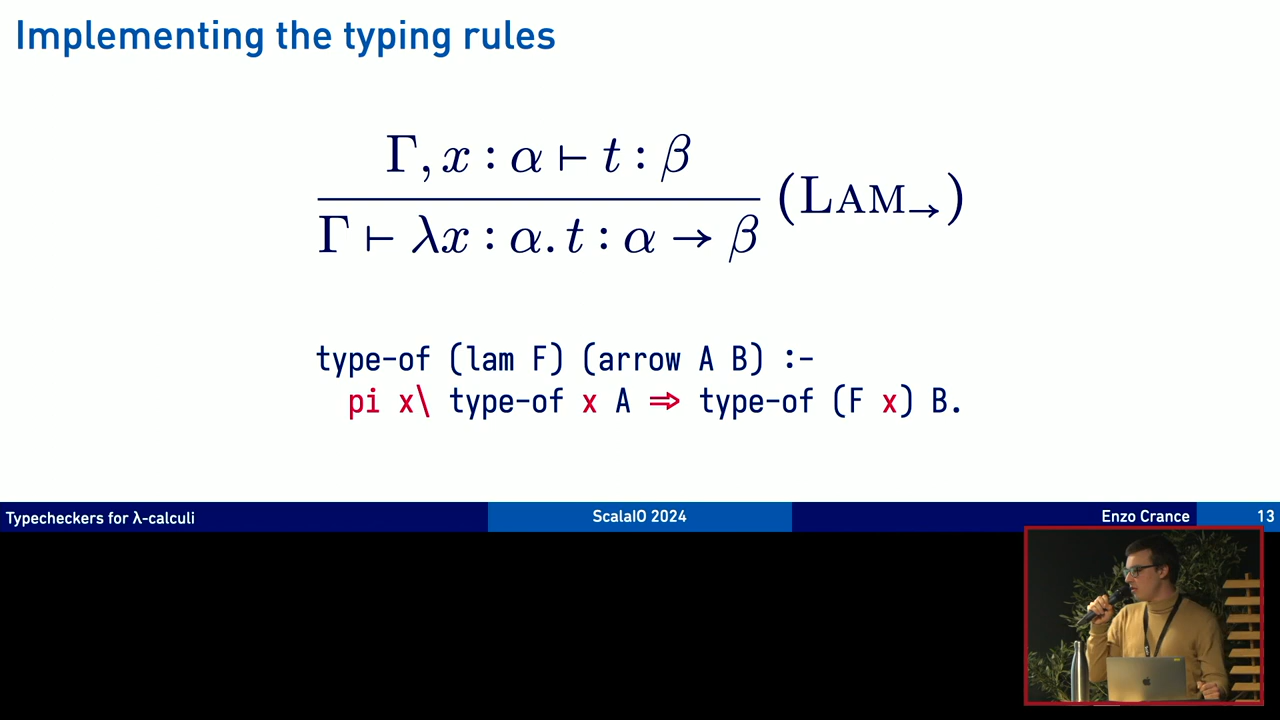 Implementing the typing rules
Γ, x : α ⊢ t : β
Γ ⊢ λx : α. t : α → β
(LAM→)
type-of (lam F) (arrow A B) :-
pi x\ type-of x A ⇒ type-of (F x) B.
Typecheckers for λ-calculi
ScalaIO 2024
Enzo Crance
13